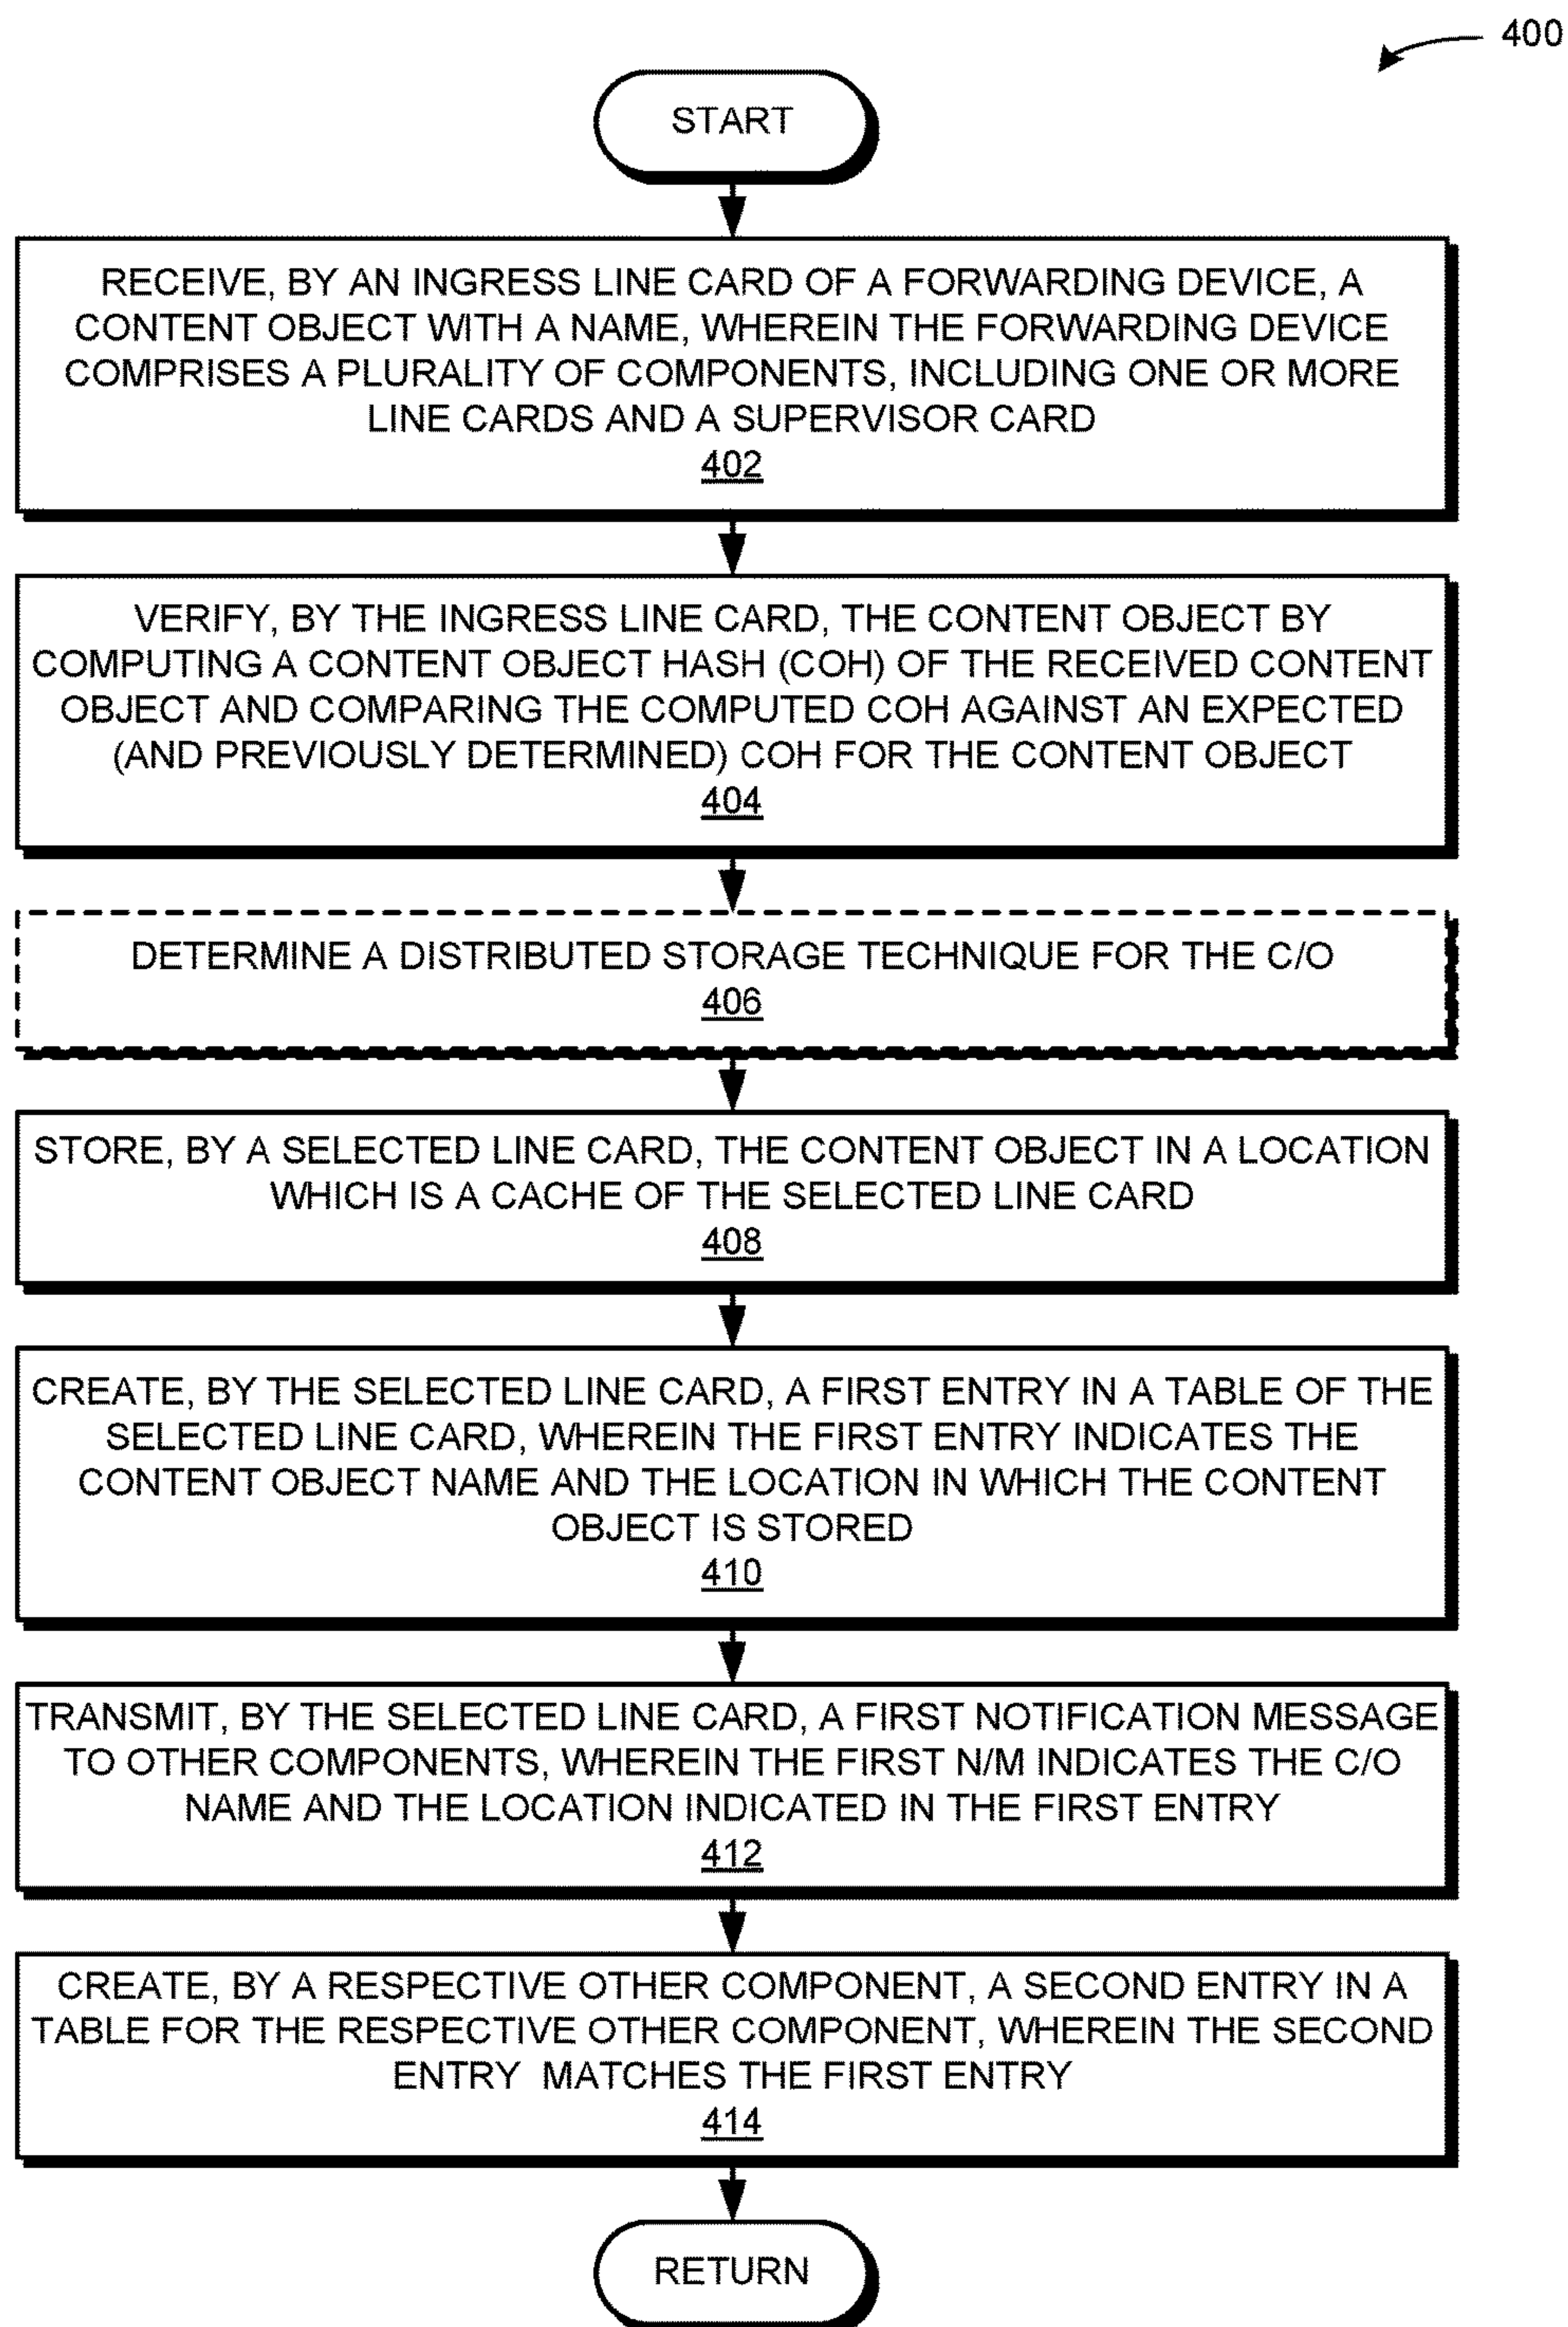 400
START
RECEIVE, BY AN INGRESS LINE CARD OF A FORWARDING DEVICE, A
CONTENT OBJECT WITH A NAME, WHEREIN THE FORWARDING DEVICE
COMPRISES A PLURALITY OF COMPONENTS, INCLUDING ONE OR MORE
LINE CARDS AND A SUPERVISOR CARD
402
VERIFY, BY THE INGRESS LINE CARD, THE CONTENT OBJECT BY
COMPUTING A CONTENT OBJECT HASH (COH) OF THE RECEIVED CONTENT
OBJECT AND COMPARING THE COMPUTED COH AGAINST AN EXPECTED
(AND PREVIOUSLY DETERMINED) COH FOR THE CONTENT OBJECT
404
DETERMINE A DISTRIBUTED STORAGE TECHNIQUE FOR THE C/O
406
STORE, BY A SELECTED LINE CARD, THE CONTENT OBJECT IN A LOCATION
WHICH IS A CACHE OF THE SELECTED LINE CARD
408
CREATE, BY THE SELECTED LINE CARD, A FIRST ENTRY IN A TABLE OF THE
SELECTED LINE CARD, WHEREIN THE FIRST ENTRY INDICATES THE
CONTENT OBJECT NAME AND THE LOCATION IN WHICH THE CONTENT
OBJECT IS STORED
410
TRANSMIT, BY THE SELECTED LINE CARD, A FIRST NOTIFICATION MESSAGE
TO OTHER COMPONENTS, WHEREIN THE FIRST N/M INDICATES THE C/O
NAME AND THE LOCATION INDICATED IN THE FIRST ENTRY
412
CREATE, BY A RESPECTIVE OTHER COMPONENT, A SECOND ENTRY IN A
TABLE FOR THE RESPECTIVE OTHER COMPONENT, WHEREIN THE SECOND
ENTRY MATCHES THE FIRST ENTRY
414
RETURN